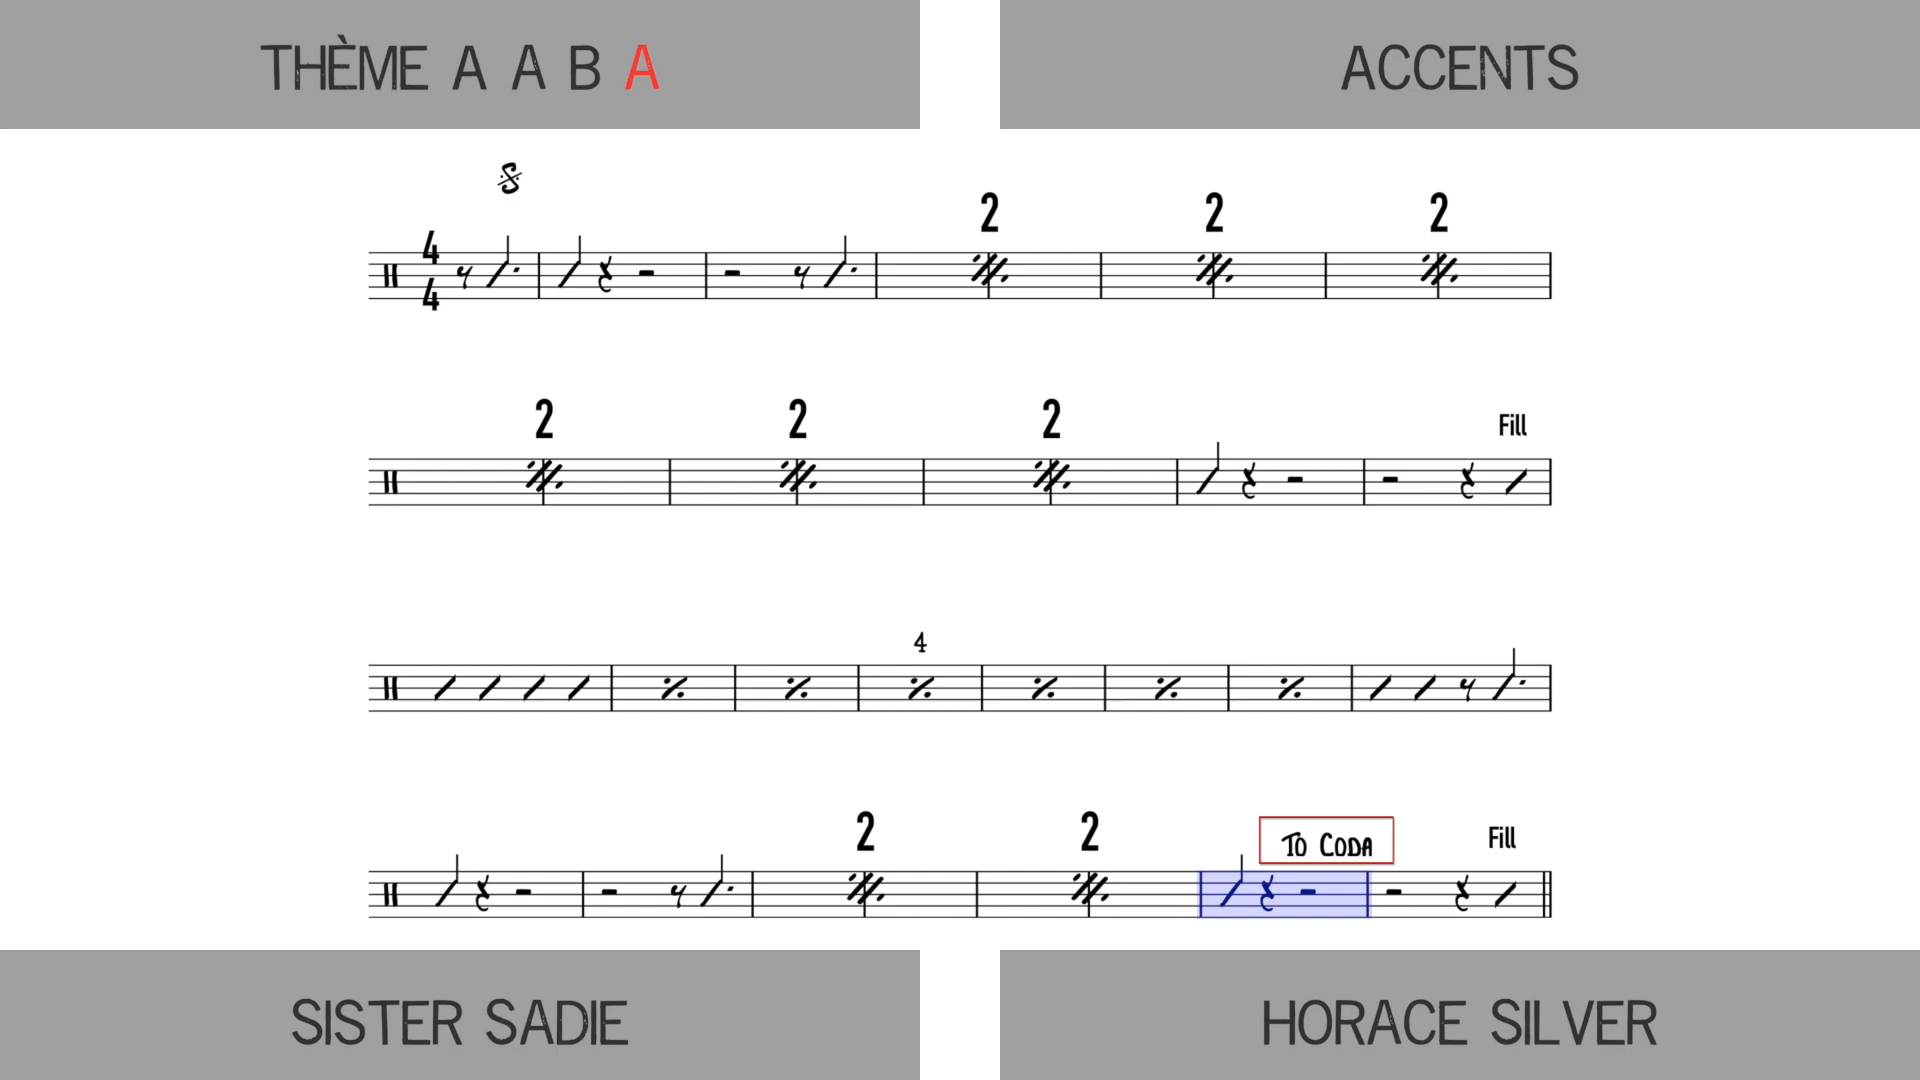 THÈME A A B A
ACCENTS
2 2 2
4
4
2 2 2 Fill
4
2 2 TO CODA Fill
SISTER SADIE
HORACE SILVER